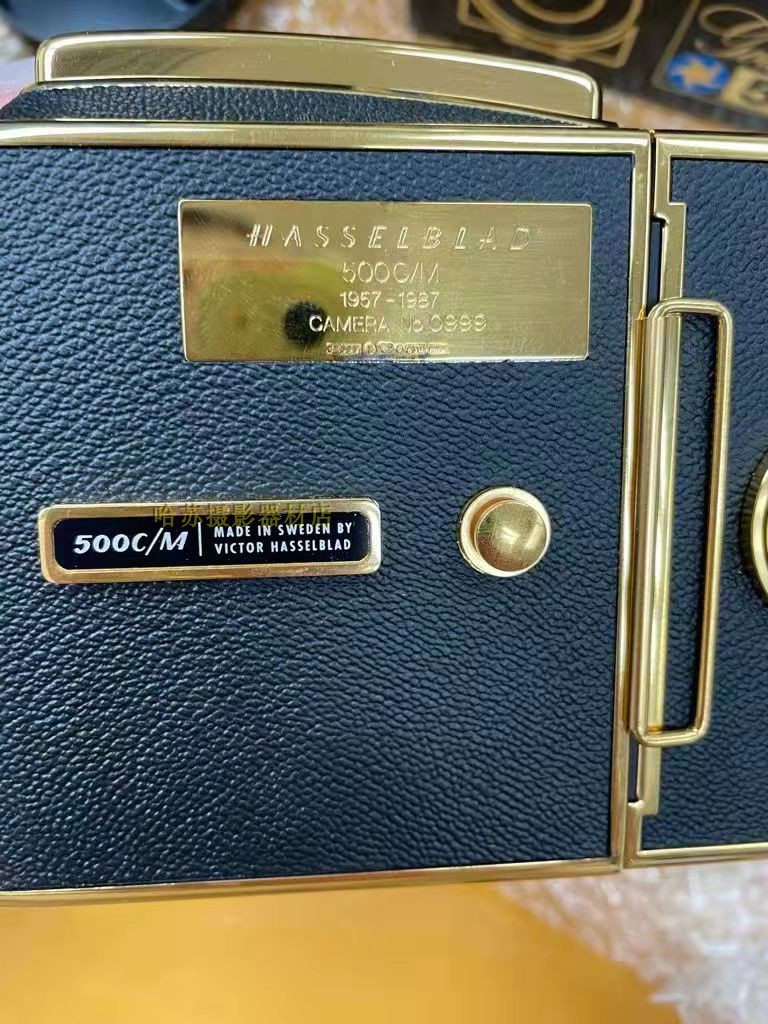 HASSELBLAD
500C/M
1957-1987
CAMERA No 0999
哈苏摄影器材店
500C/M
MADE IN SWEDEN BY
VICTOR HASSELBLAD